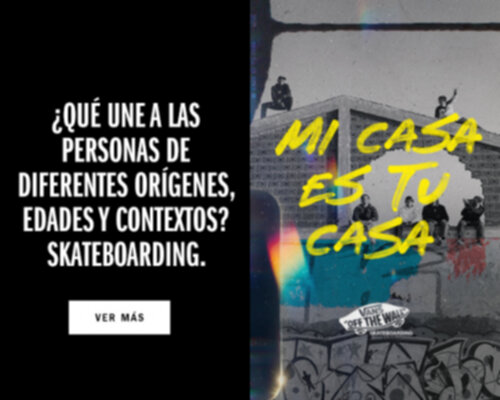 ¿QUÉ UNE A LAS
PERSONAS DE
DIFERENTES ORÍGENES,
EDADES Y CONTEXTOS?
SKATEBOARDING.
VER MÁS
MI CASA
ES TU
CASA
VANS
"OFF THE WALL"
SKATEBOARDING